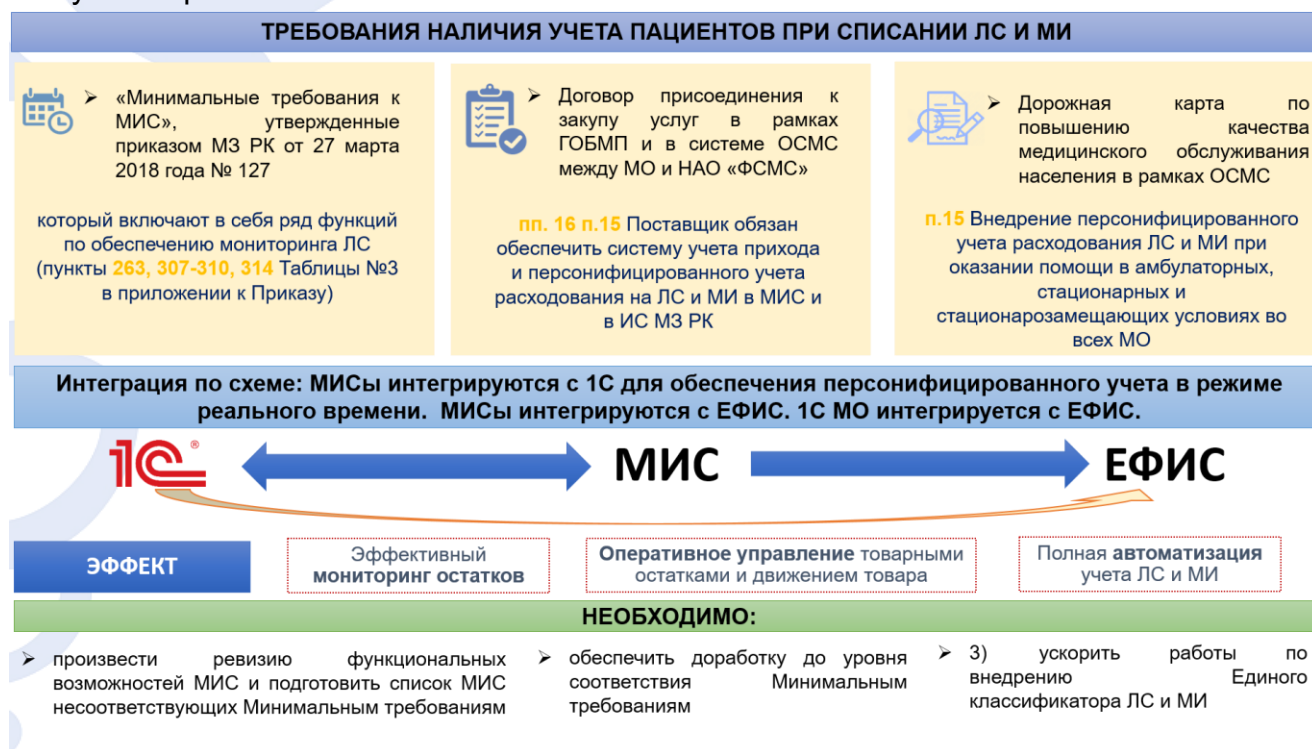 ТРЕБОВАНИЯ НАЛИЧИЯ УЧЕТА ПАЦИЕНТОВ ПРИ СПИСАНИИ ЛС И МИ
➢ «Минимальные требования к
МИС», утвержденные
приказом МЗ РК от 27 марта
2018 года № 127
который включают в себя ряд функций
по обеспечению мониторинга ЛС
(пункты 263, 307-310, 314 Таблицы №3
в приложении к Приказу)
➢ Договор присоединения к
закупу услуг в рамках
ГОБМП и в системе ОСМС
между МО и НАО «ФСМС»
пп. 16 п.15 Поставщик обязан
обеспечить систему учета прихода
и персонифицированного учета
расходования на ЛС и МИ в МИС и
в ИС МЗ РК
➢ Дорожная карта по
повышению качества
медицинского обслуживания
населения в рамках ОСМС
п.15 Внедрение персонифицированного
учета расходования ЛС и МИ при
оказании помощи в амбулаторных,
стационарных и
стационарозамещающих условиях во
всех МО
Интеграция по схеме: МИСы интегрируются с 1С для обеспечения персонифицированного учета в режиме
реального времени. МИСы интегрируются с ЕФИС. 1С МО интегрируется с ЕФИС.
1С®
МИС
ЕФИС
ЭФФЕКТ
Эффективный
мониторинг остатков
Оперативное управление товарными
остатками и движением товара
Полная автоматизация
учета ЛС и МИ
НЕОБХОДИМО:
➢ произвести ревизию функциональных
возможностей МИС и подготовить список МИС
несоответствующих Минимальным требованиям
➢ обеспечить доработку до уровня
соответствия Минимальным
требованиям
➢ 3) ускорить работы по
внедрению Единого
классификатора ЛС и МИ